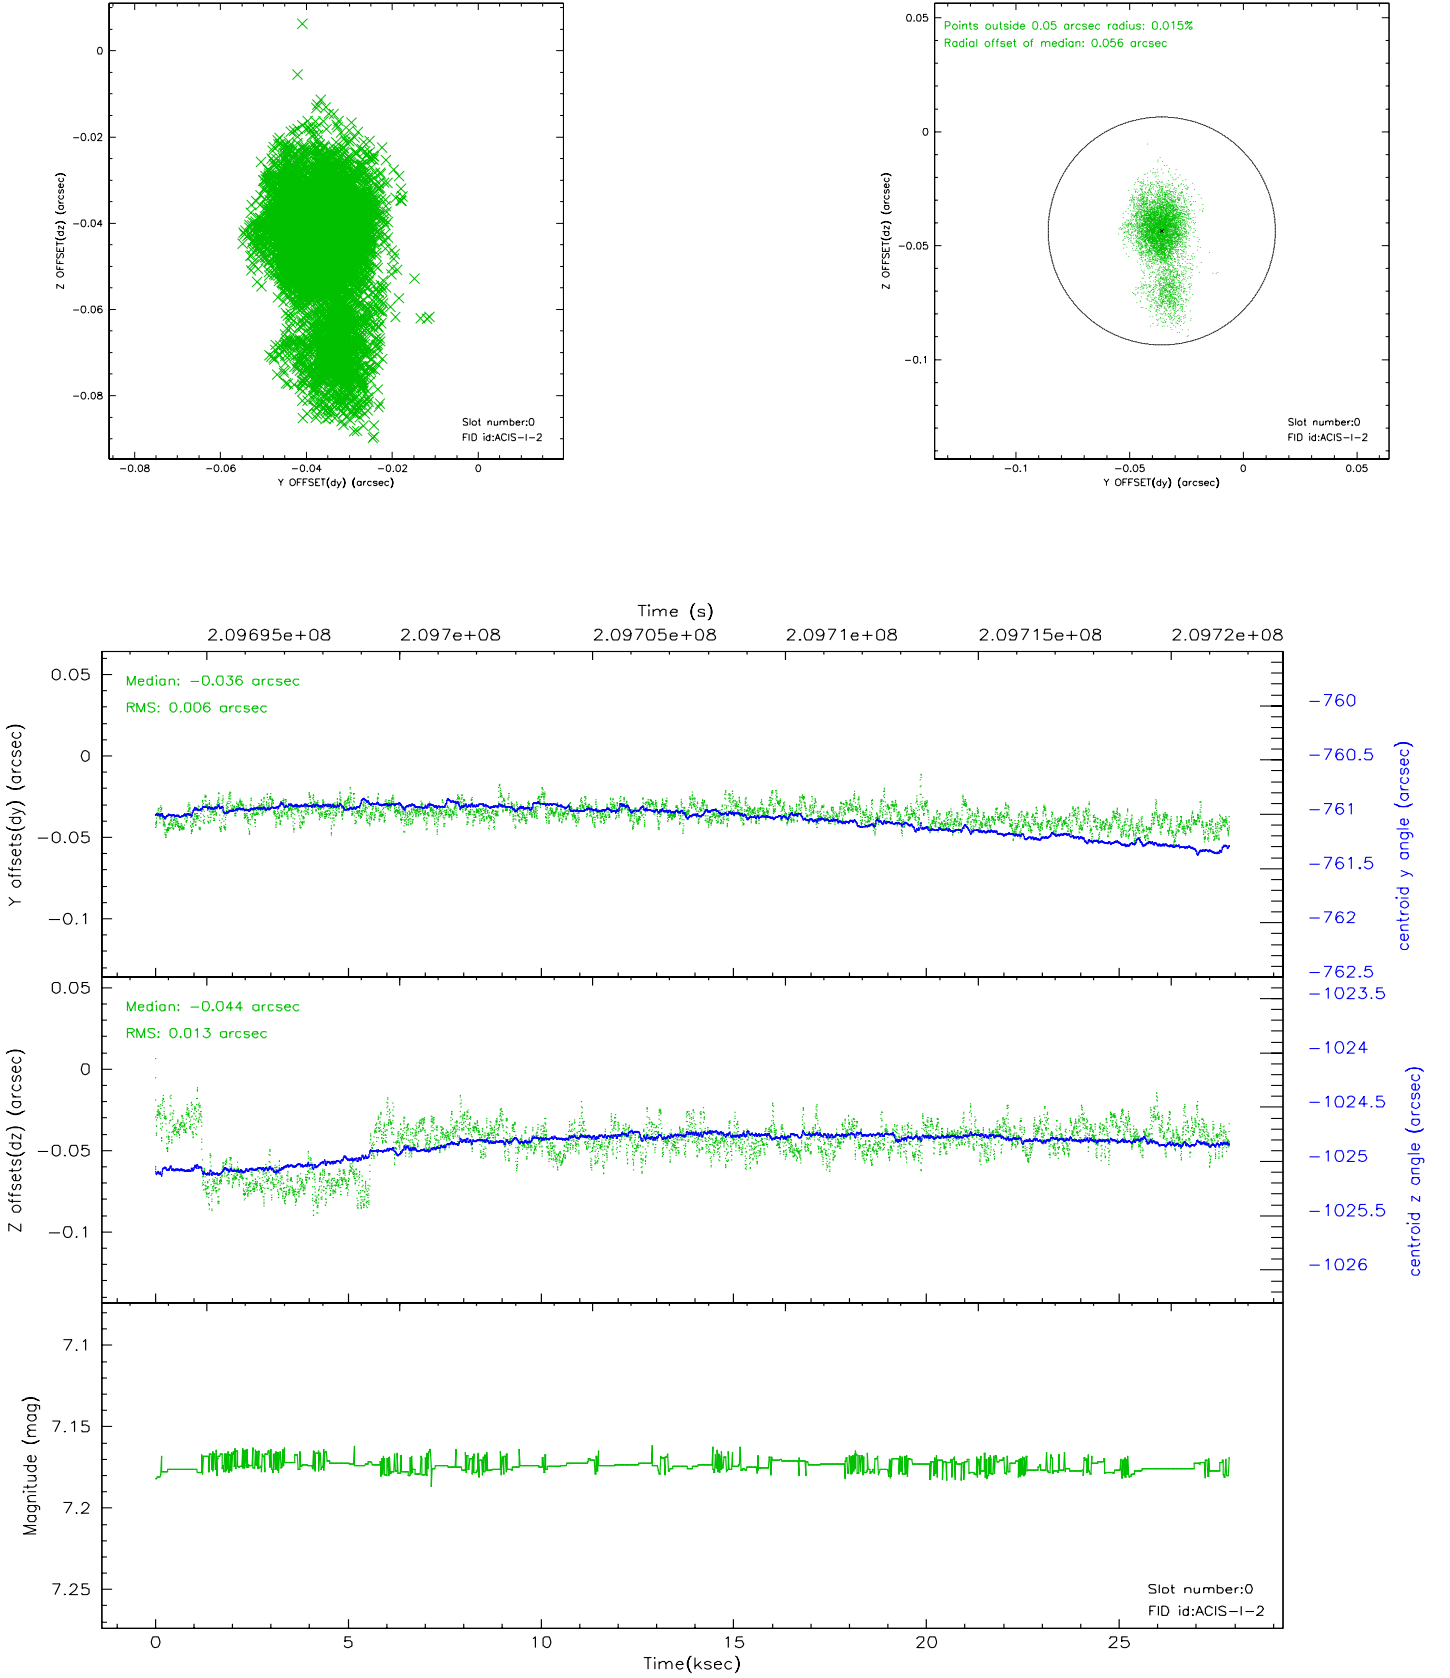 0
-0.02
-0.04
-0.06
-0.08
Z OFFSET(dz) (arcsec)
Slot number:0
FID id:ACIS-I-2
-0.08 -0.06 -0.04 -0.02 0
Y OFFSET(dy) (arcsec)
Points outside 0.05 arcsec radius: 0.015%
Radial offset of median: 0.056 arcsec
0.05
0
-0.05
-0.1
Z OFFSET(dz) (arcsec)
Slot number:0
FID id:ACIS-I-2
-0.1 -0.05 0 0.05
Y OFFSET(dy) (arcsec)
Time (s)
2.09695e+08 2.097e+08 2.09705e+08 2.0971e+08 2.09715e+08 2.0972e+08
Median: -0.036 arcsec
RMS: 0.006 arcsec
0.05
0
-0.05
-0.1
Y offsets(dy) (arcsec)
-760
-760.5
-761
-761.5
-762
-762.5
centroid y angle (arcsec)
Median: -0.044 arcsec
RMS: 0.013 arcsec
0.05
0
-0.05
-0.1
Z offsets(dz) (arcsec)
-1023.5
-1024
-1024.5
-1025
-1025.5
-1026
centroid z angle (arcsec)
7.1
7.15
7.2
7.25
Magnitude (mag)
Slot number:0
FID id:ACIS-I-2
0 5 10 15 20 25
Time(ksec)